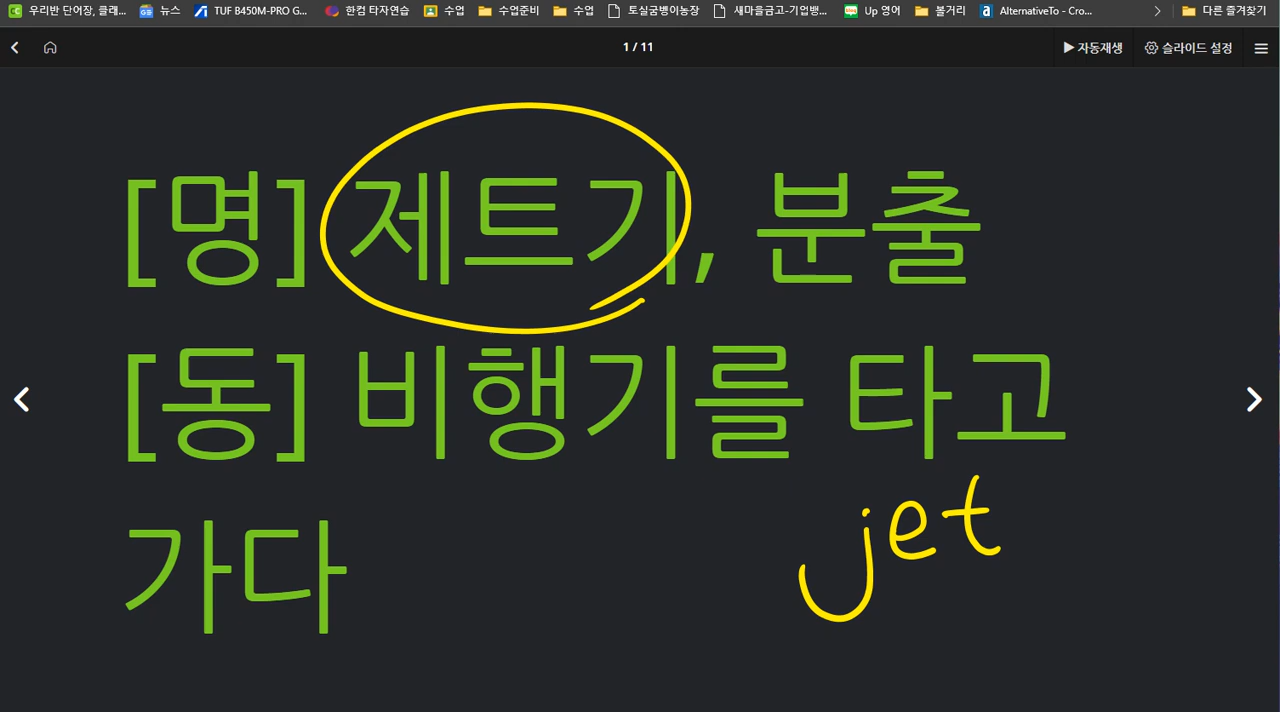 우리반 단어장, 클래... 뉴스 TUF B450M-PRO G... 한컴 타자연습 수업 수업준비 수업 토실굼벵이농장 새마을금고-기업뱅... Up 영어 볼거리 AlternativeTo - Cro... 다른 즐겨찾기
1 / 11 자동재생 슬라이드 설정
[명] 제트기, 분출
[동] 비행기를 타고
가다
jet